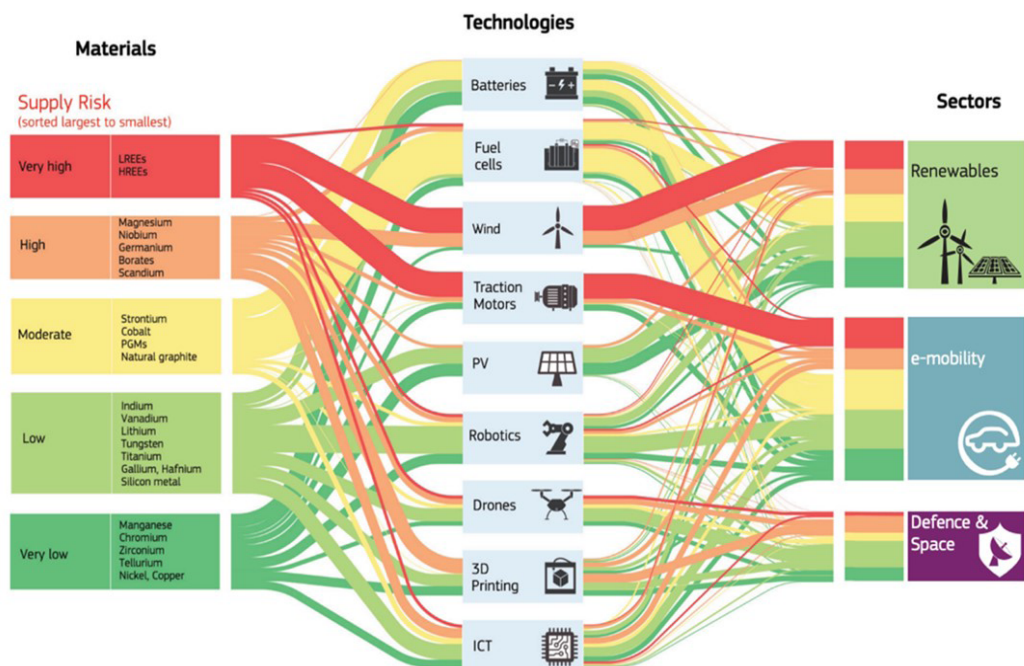 Technologies
Materials
Sectors
Supply Risk
(sorted largest to smallest)
Very high
LREEs
HREEs
High
Magnesium
Niobium
Germanium
Borates
Scandium
Moderate
Strontium
Cobalt
PGMs
Natural graphite
Low
Indium
Vanadium
Lithium
Tungsten
Titanium
Gallium, Hafnium
Silicon metal
Very low
Manganese
Chromium
Zirconium
Tellurium
Nickel, Copper
Batteries
Fuel
cells
Wind
Traction
Motors
PV
Robotics
Drones
3D
Printing
ICT
Renewables
e-mobility
Defence &
Space